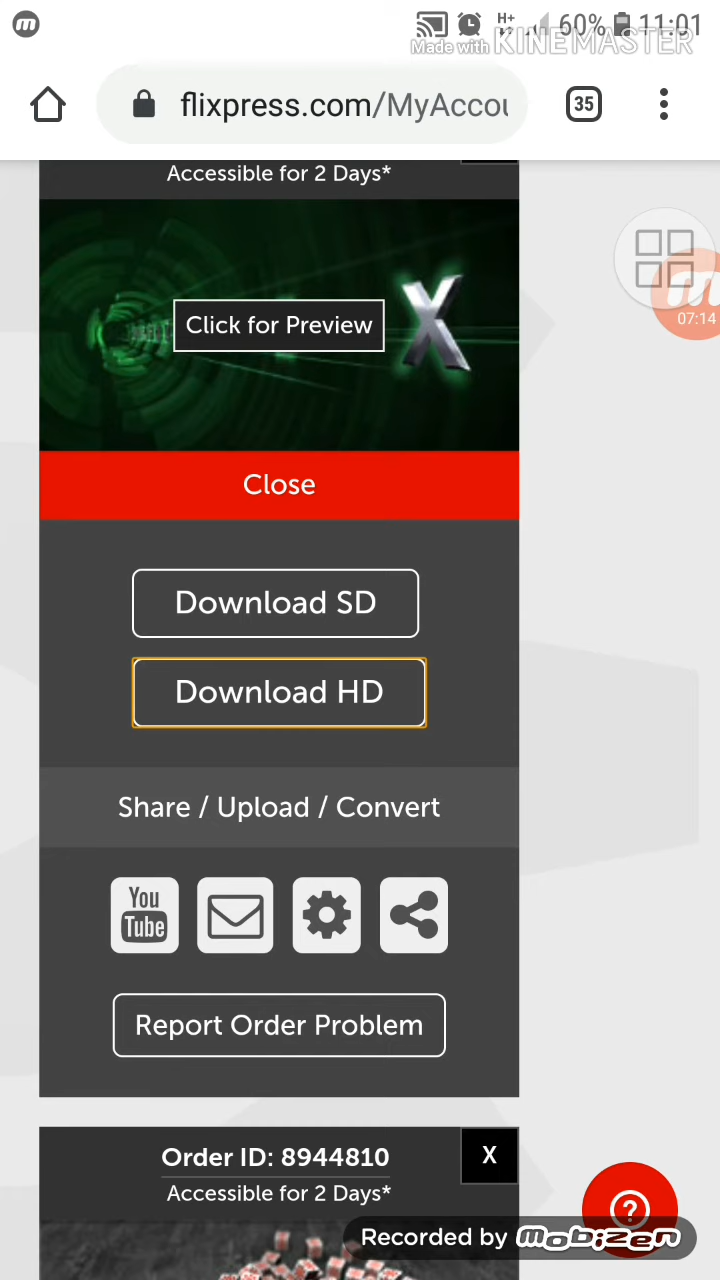 m
H+ 60% 11:01
Made with KINEMASTER
flixpress.com/MyAccou
35
Accessible for 2 Days*
Click for Preview
X
m
07:14
Close
Download SD
Download HD
Share / Upload / Convert
You
Tube
Report Order Problem
Order ID: 8944810
X
Accessible for 2 Days*
?
Recorded by mobizen